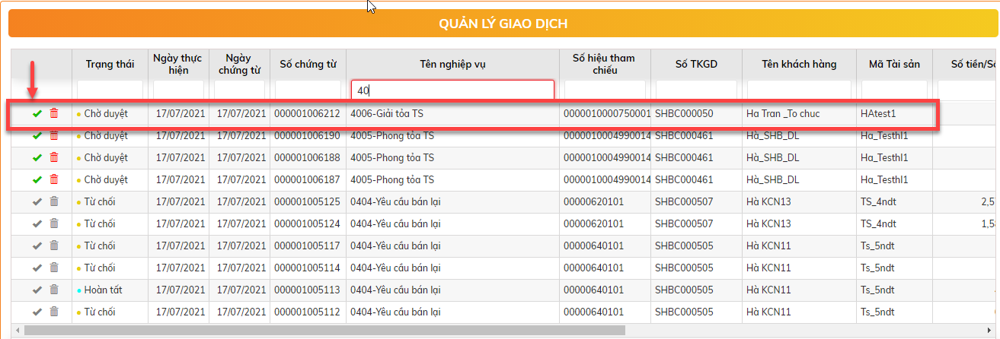 QUẢN LÝ GIAO DỊCH
Trạng thái Ngày thực hiện Ngày chứng từ Số chứng từ Tên nghiệp vụ Số hiệu tham chiếu Số TKGD Tên khách hàng Mã Tài sản Số tiền/Số
40
Chờ duyệt 17/07/2021 17/07/2021 000001006212 4006-Giải tỏa TS 0000010000750001 SHBC000050 Ha Tran _To chuc HAtest1
Chờ duyệt 17/07/2021 17/07/2021 000001006190 4005-Phong tỏa TS 0000010004990014 SHBC000461 Hà_SHB_DL Ha_Testhl1
Chờ duyệt 17/07/2021 17/07/2021 000001006188 4005-Phong tỏa TS 0000010004990014 SHBC000461 Hà_SHB_DL Ha_Testhl1
Chờ duyệt 17/07/2021 17/07/2021 000001006187 4005-Phong tỏa TS 0000010004990014 SHBC000461 Hà_SHB_DL Ha_Testhl1
Từ chối 17/07/2021 17/07/2021 000001005125 0404-Yêu cầu bán lại 00000620101 SHBC000507 Hà KCN13 TS_4ndt
Từ chối 17/07/2021 17/07/2021 000001005124 0404-Yêu cầu bán lại 00000620101 SHBC000507 Hà KCN13 TS_4ndt
Từ chối 17/07/2021 17/07/2021 000001005117 0404-Yêu cầu bán lại 00000640101 SHBC000505 Hà KCN11 Ts_5ndt
Từ chối 17/07/2021 17/07/2021 000001005114 0404-Yêu cầu bán lại 00000640101 SHBC000505 Hà KCN11 Ts_5ndt
Hoàn tất 17/07/2021 17/07/2021 000001005113 0404-Yêu cầu bán lại 00000640101 SHBC000505 Hà KCN11 Ts_5ndt
Từ chối 17/07/2021 17/07/2021 000001005112 0404-Yêu cầu bán lại 00000640101 SHBC000505 Hà KCN11 Ts_5ndt